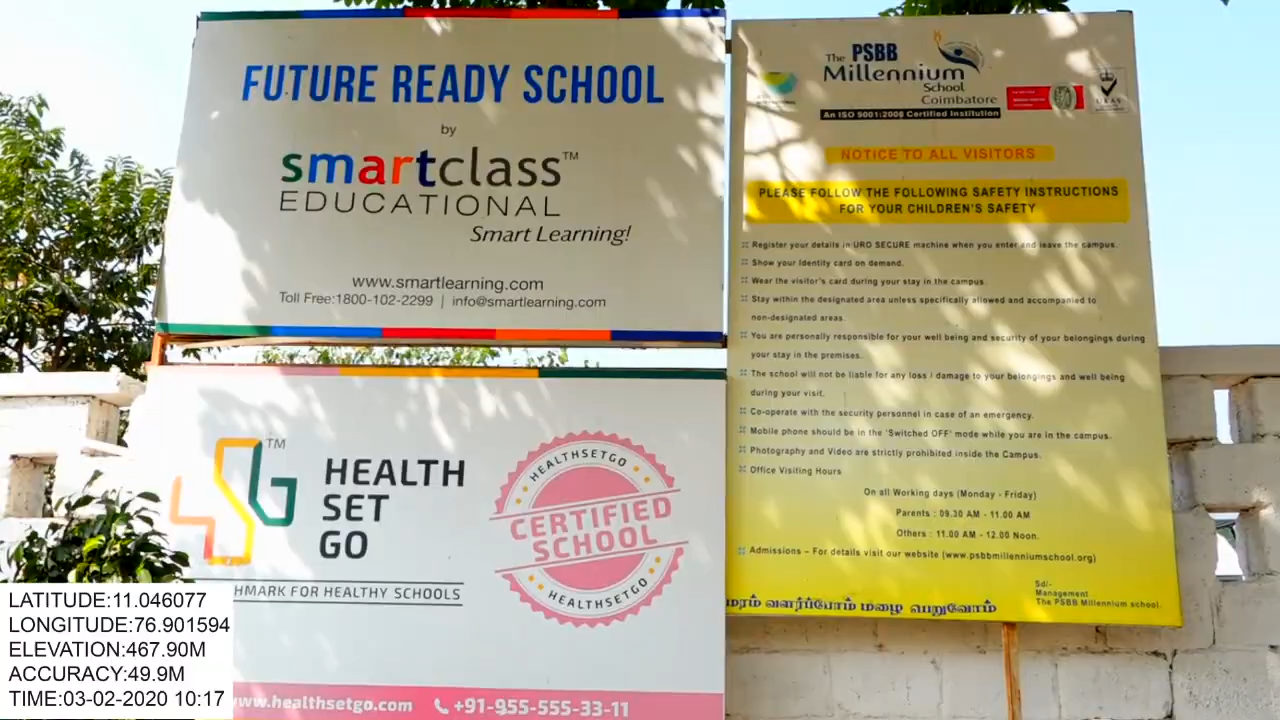 FUTURE READY SCHOOL
by
smartclass™
EDUCATIONAL
Smart Learning!
www.smartlearning.com
Toll Free:1800-102-2299 | info@smartlearning.com
TM
HEALTH
SET
GO
HMARK FOR HEALTHY SCHOOLS
HEALTHSETGO
CERTIFIED
SCHOOL
HEALTHSETGO
www.healthsetgo.com +91-955-555-33-11
The PSBB
Millennium
School
Coimbatore
An ISO 9001:2008 Certified Institution
UKAS
NOTICE TO ALL VISITORS
PLEASE FOLLOW THE FOLLOWING SAFETY INSTRUCTIONS
FOR YOUR CHILDREN'S SAFETY
Register your details in URO SECURE machine when you enter and leave the campus.
Show your Identity card on demand.
Wear the visitor's card during your stay in the campus.
Stay within the designated area unless specifically allowed and accompanied to
non-designated areas.
You are personally responsible for your well being and security of your belongings during
your stay in the premises.
The school will not be liable for any loss / damage to your belongings and well being
during your visit.
Co-operate with the security personnel in case of an emergency.
Mobile phone should be in the 'Switched OFF' mode while you are in the campus.
Photography and Video are strictly prohibited inside the Campus.
Office Visiting Hours
On all Working days (Monday - Friday)
Parents : 09.30 AM - 11.00 AM
Others : 11.00 AM - 12.00 Noon.
Admissions – For details visit our website (www.psbbmillenniumschool.org)
Sd/-
Management
The PSBB Millennium school.
மரம் வளர்ப்போம் மழை பெறுவோம்
LATITUDE:11.046077
LONGITUDE:76.901594
ELEVATION:467.90M
ACCURACY:49.9M
TIME:03-02-2020 10:17